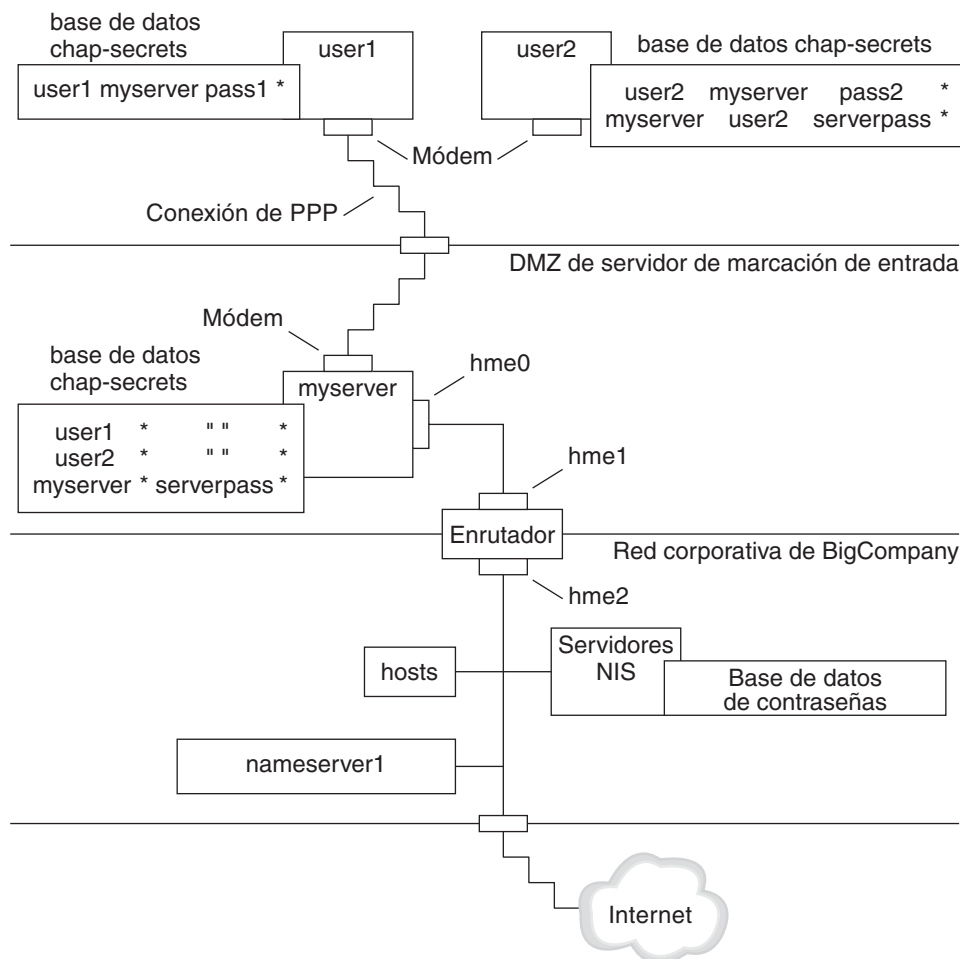 base de datos
chap-secrets
user1
user1 myserver pass1 *
user2
base de datos chap-secrets
user2 myserver pass2 *
myserver user2 serverpass *
Módem
Conexión de PPP
DMZ de servidor de marcación de entrada
Módem
base de datos
chap-secrets
myserver
hme0
user1 * " " *
user2 * " " *
myserver * serverpass *
hme1
Enrutador
Red corporativa de BigCompany
hme2
hosts
Servidores
NIS
Base de datos
de contraseñas
nameserver1
Internet